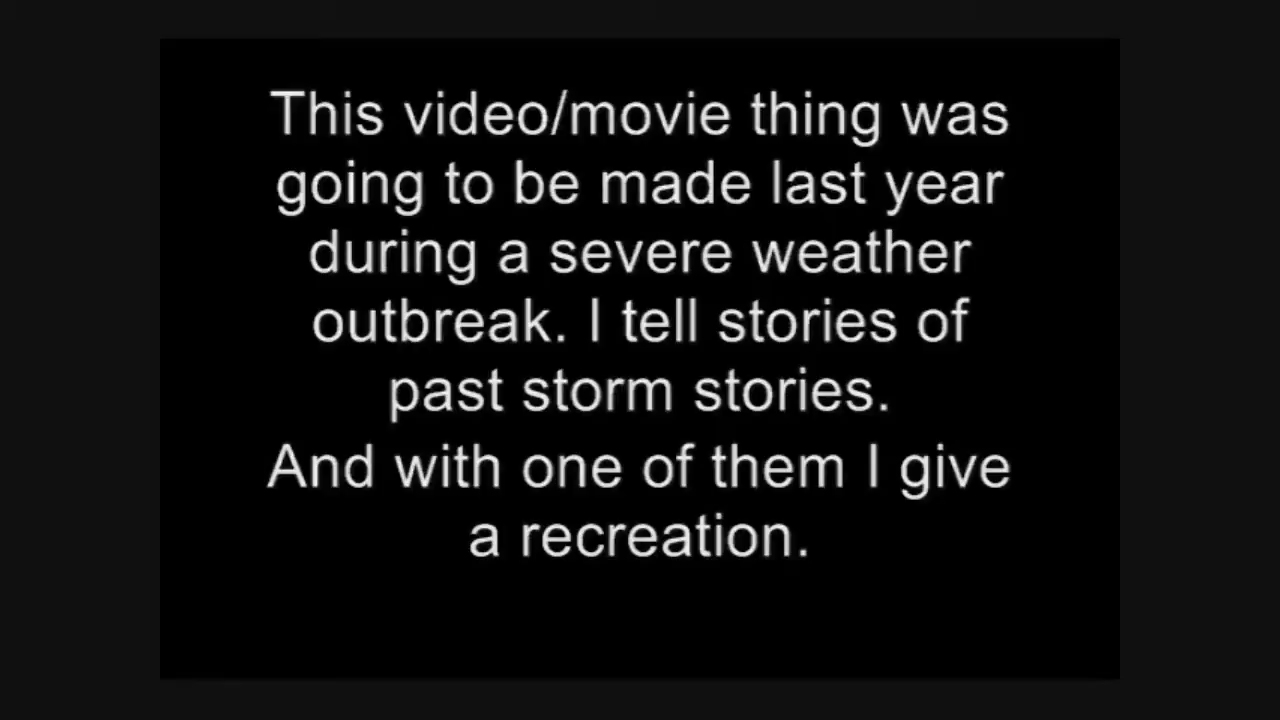 This video/movie thing was
going to be made last year
during a severe weather
outbreak. I tell stories of
past storm stories.
And with one of them I give
a recreation.